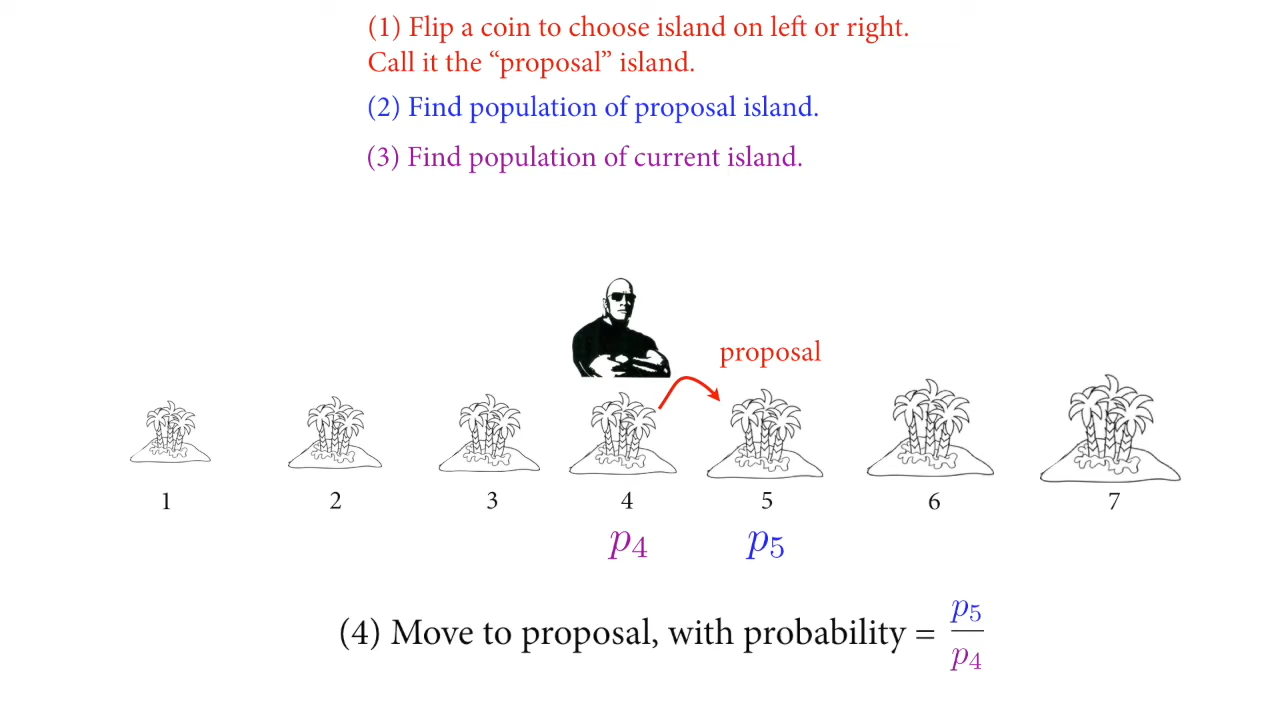 (1) Flip a coin to choose island on left or right.
Call it the “proposal” island.
(2) Find population of proposal island.
(3) Find population of current island.
proposal
1 2 3 4 5 6 7
p4 p5
(4) Move to proposal, with probability = p5/p4